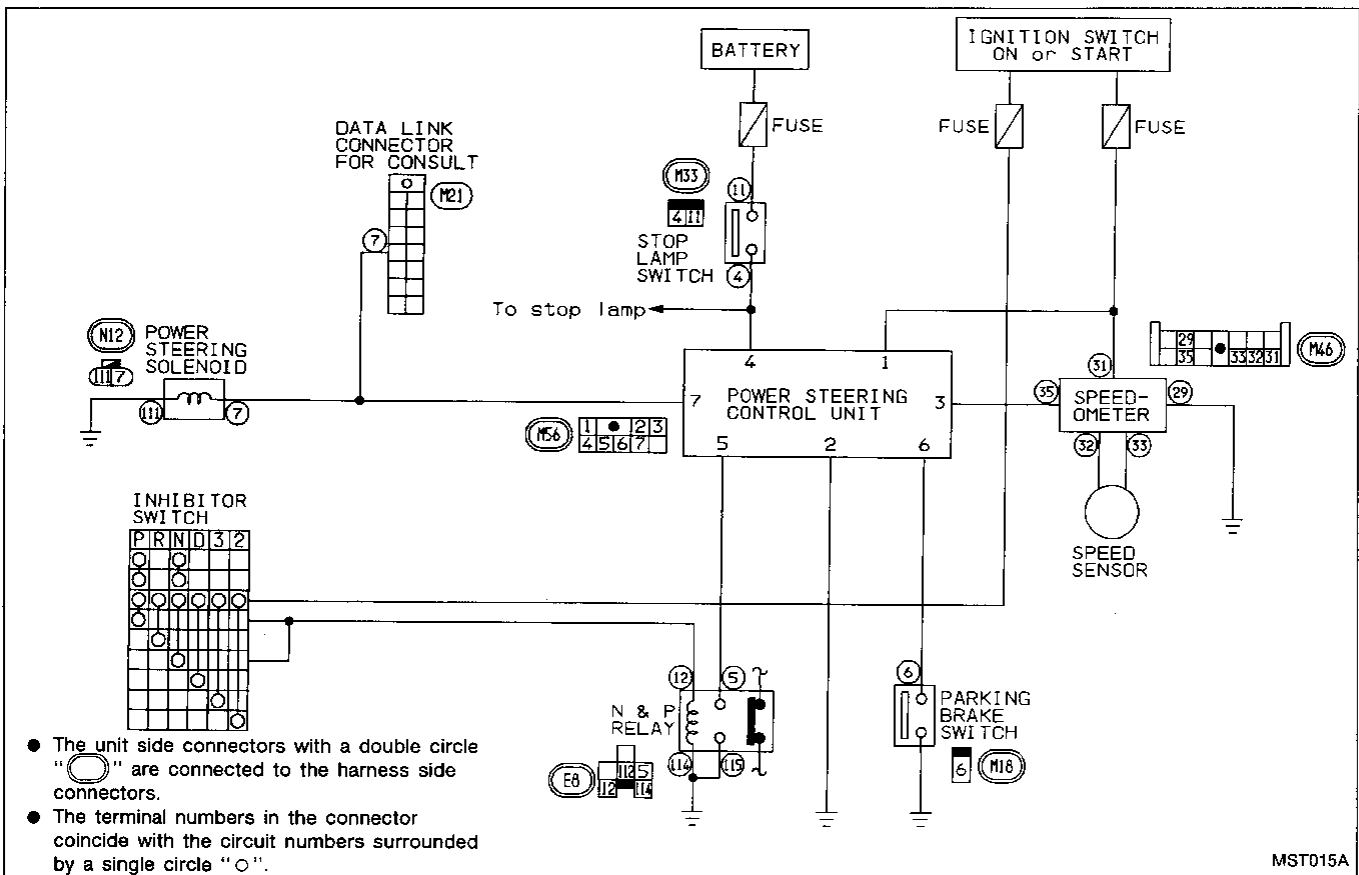 BATTERY
IGNITION SWITCH
ON or START
FUSE
FUSE
FUSE
DATA LINK
CONNECTOR
FOR CONSULT
M21
7
M33
4 11
11
STOP
LAMP
SWITCH
4
To stop lamp
N12
POWER
STEERING
SOLENOID
111 7
111
7
29
35 33 32 31
M46
31
35
SPEED-
OMETER
29
32
33
SPEED
SENSOR
4
1
7
POWER STEERING
CONTROL UNIT
3
5
2
6
M56
1 2 3
4 5 6 7
INHIBITOR
SWITCH
P R N D 3 2
12
5
N & P
RELAY
114
115
E8
112 5
12 114
6
PARKING
BRAKE
SWITCH
6
M18
● The unit side connectors with a double circle
" " are connected to the harness side
connectors.
● The terminal numbers in the connector
coincide with the circuit numbers surrounded
by a single circle "○".
MST015A